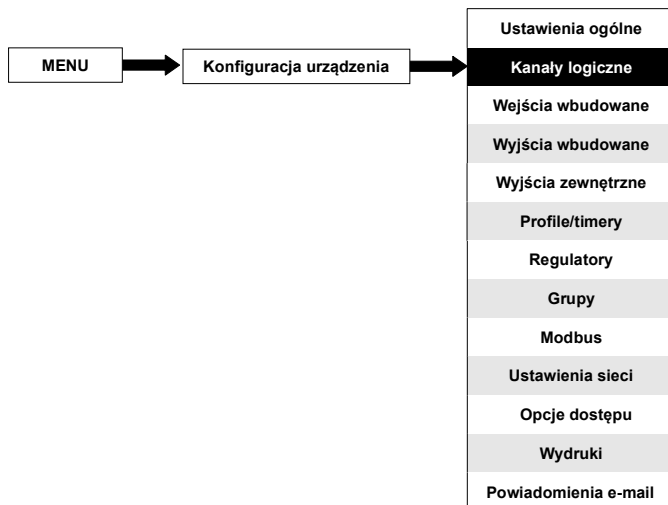 Ustawienia ogólne
MENU
Konfiguracja urządzenia
Kanały logiczne
Wejścia wbudowane
Wyjścia wbudowane
Wyjścia zewnętrzne
Profile/timery
Regulatory
Grupy
Modbus
Ustawienia sieci
Opcje dostępu
Wydruki
Powiadomienia e-mail